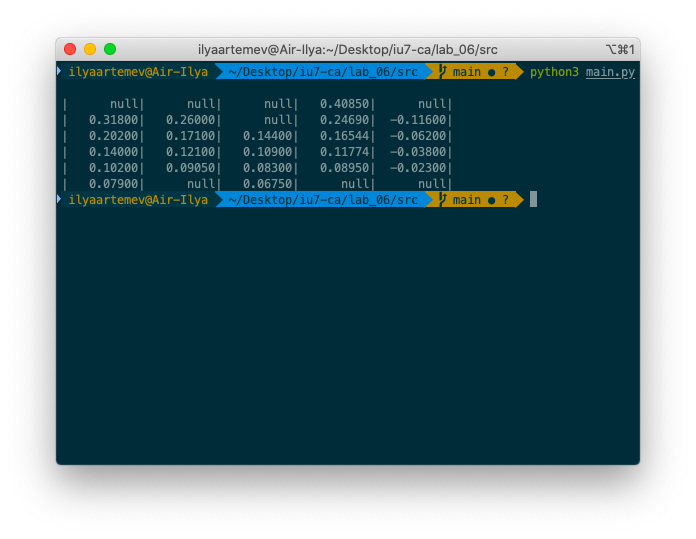 ilyaartemev@Air-Ilya:~/Desktop/iu7-ca/lab_06/src ⌥⌘1
ilyaartemev@Air-Ilya ~/Desktop/iu7-ca/lab_06/src main ● ? python3 main.py
| null| null| null| 0.40850| null|
| 0.31800| 0.26000| null| 0.24690| -0.11600|
| 0.20200| 0.17100| 0.14400| 0.16544| -0.06200|
| 0.14000| 0.12100| 0.10900| 0.11774| -0.03800|
| 0.10200| 0.09050| 0.08300| 0.08950| -0.02300|
| 0.07900| null| 0.06750| null| null|
ilyaartemev@Air-Ilya ~/Desktop/iu7-ca/lab_06/src main ● ?